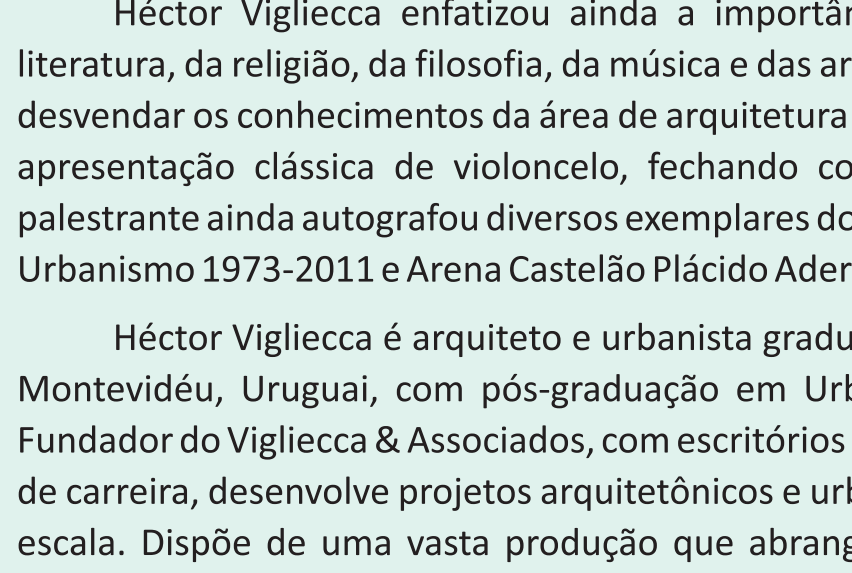 Héctor Vigliecca enfatizou ainda a importân
literatura, da religião, da filosofia, da música e das ar
desvendar os conhecimentos da área de arquitetura
apresentação clássica de violoncelo, fechando co
palestrante ainda autografou diversos exemplares do
Urbanismo 1973-2011 e Arena Castelão Plácido Ader
Héctor Vigliecca é arquiteto e urbanista gradu
Montevidéu, Uruguai, com pós-graduação em Urb
Fundador do Vigliecca & Associados, com escritórios
de carreira, desenvolve projetos arquitetônicos e urb
escala. Dispõe de uma vasta produção que abrang